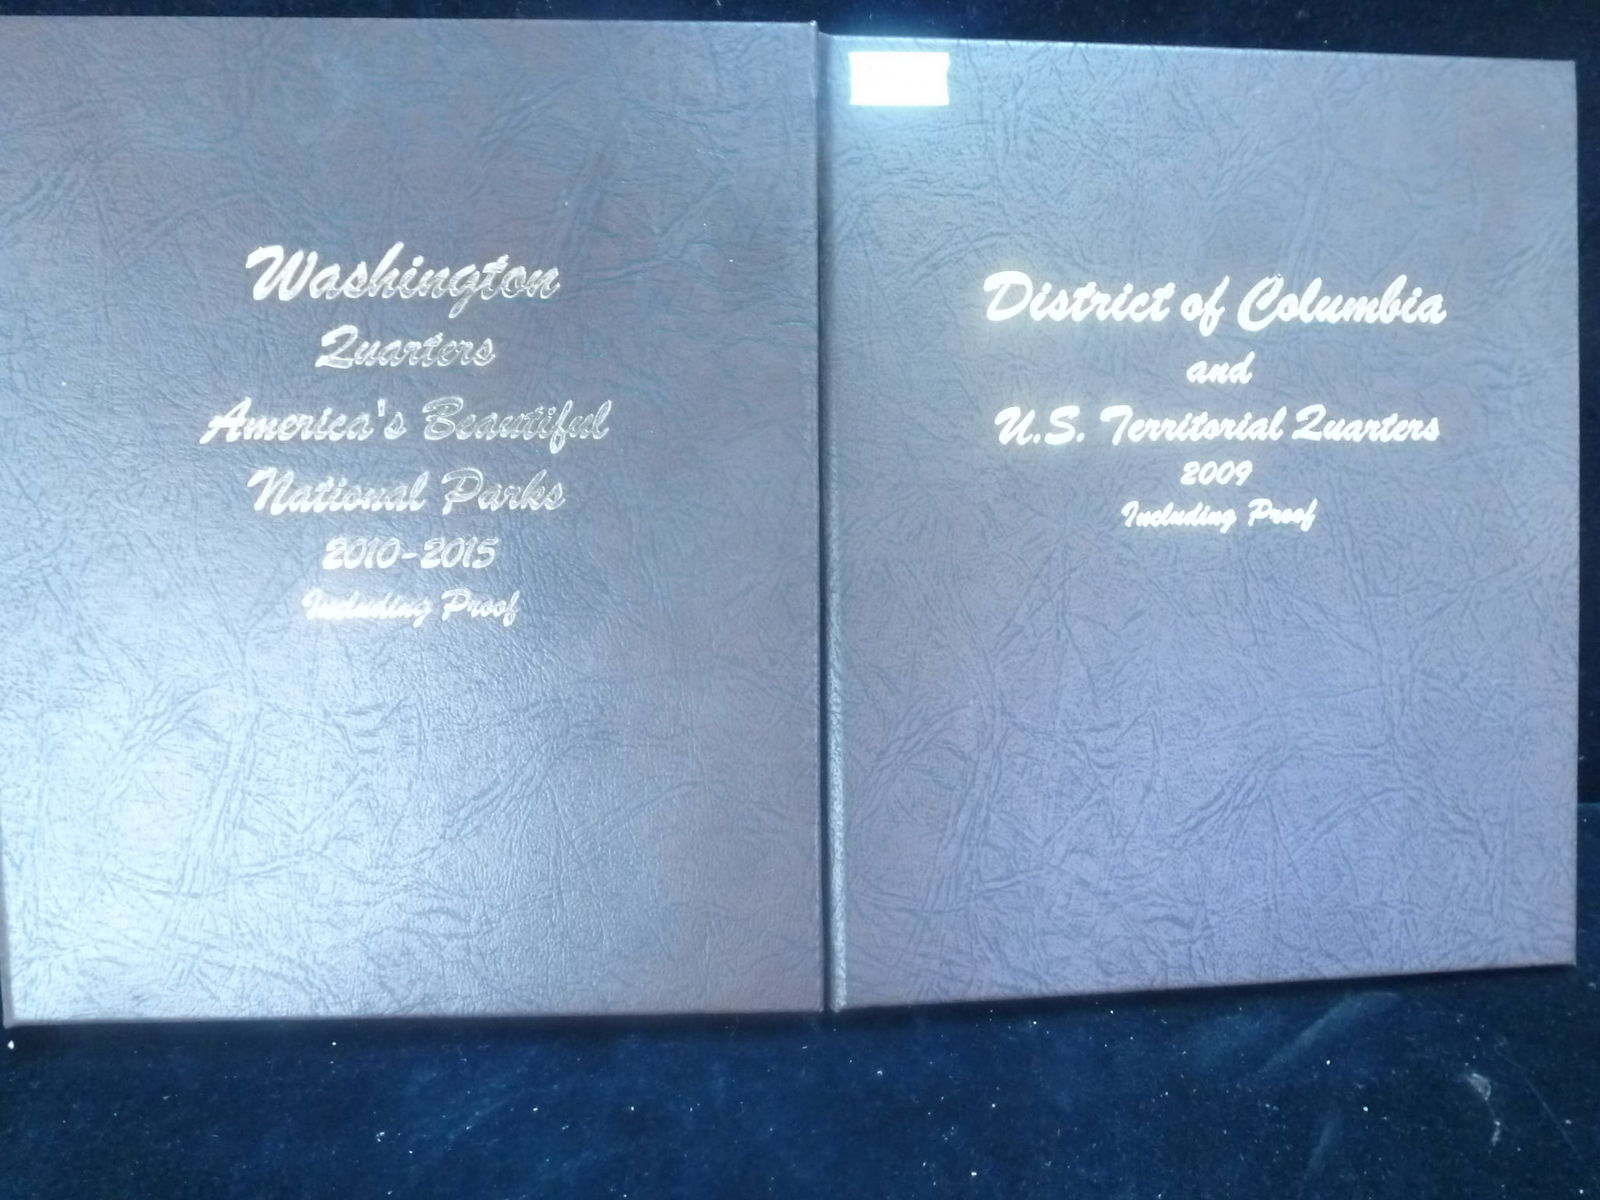 Washington
Quarters
America's Beautiful
National Parks
2010-2015
Including Proof
District of Columbia
and
U.S. Territorial Quarters
2009
Including Proof